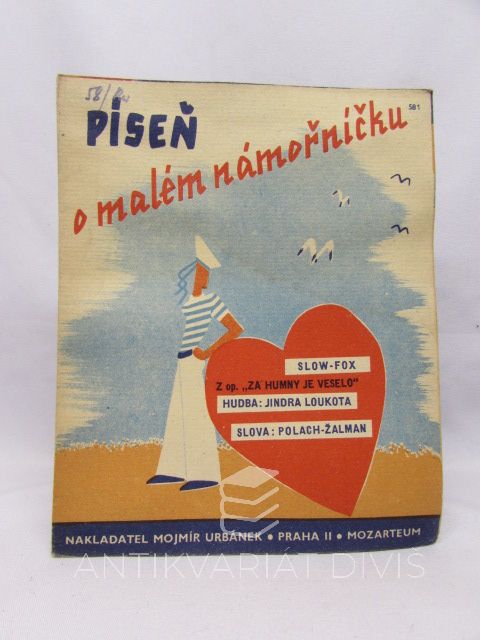 58/
581
PÍSEŇ
o malém námořníčku
SLOW-FOX
Z op. „ZA HUMNY JE VESELO"
HUDBA: JINDRA LOUKOTA
SLOVA: POLACH-ŽALMAN
NAKLADATEL MOJMÍR URBÁNEK • PRAHA II • MOZARTEUM
ANTIKVARIÁT DIVIŠ